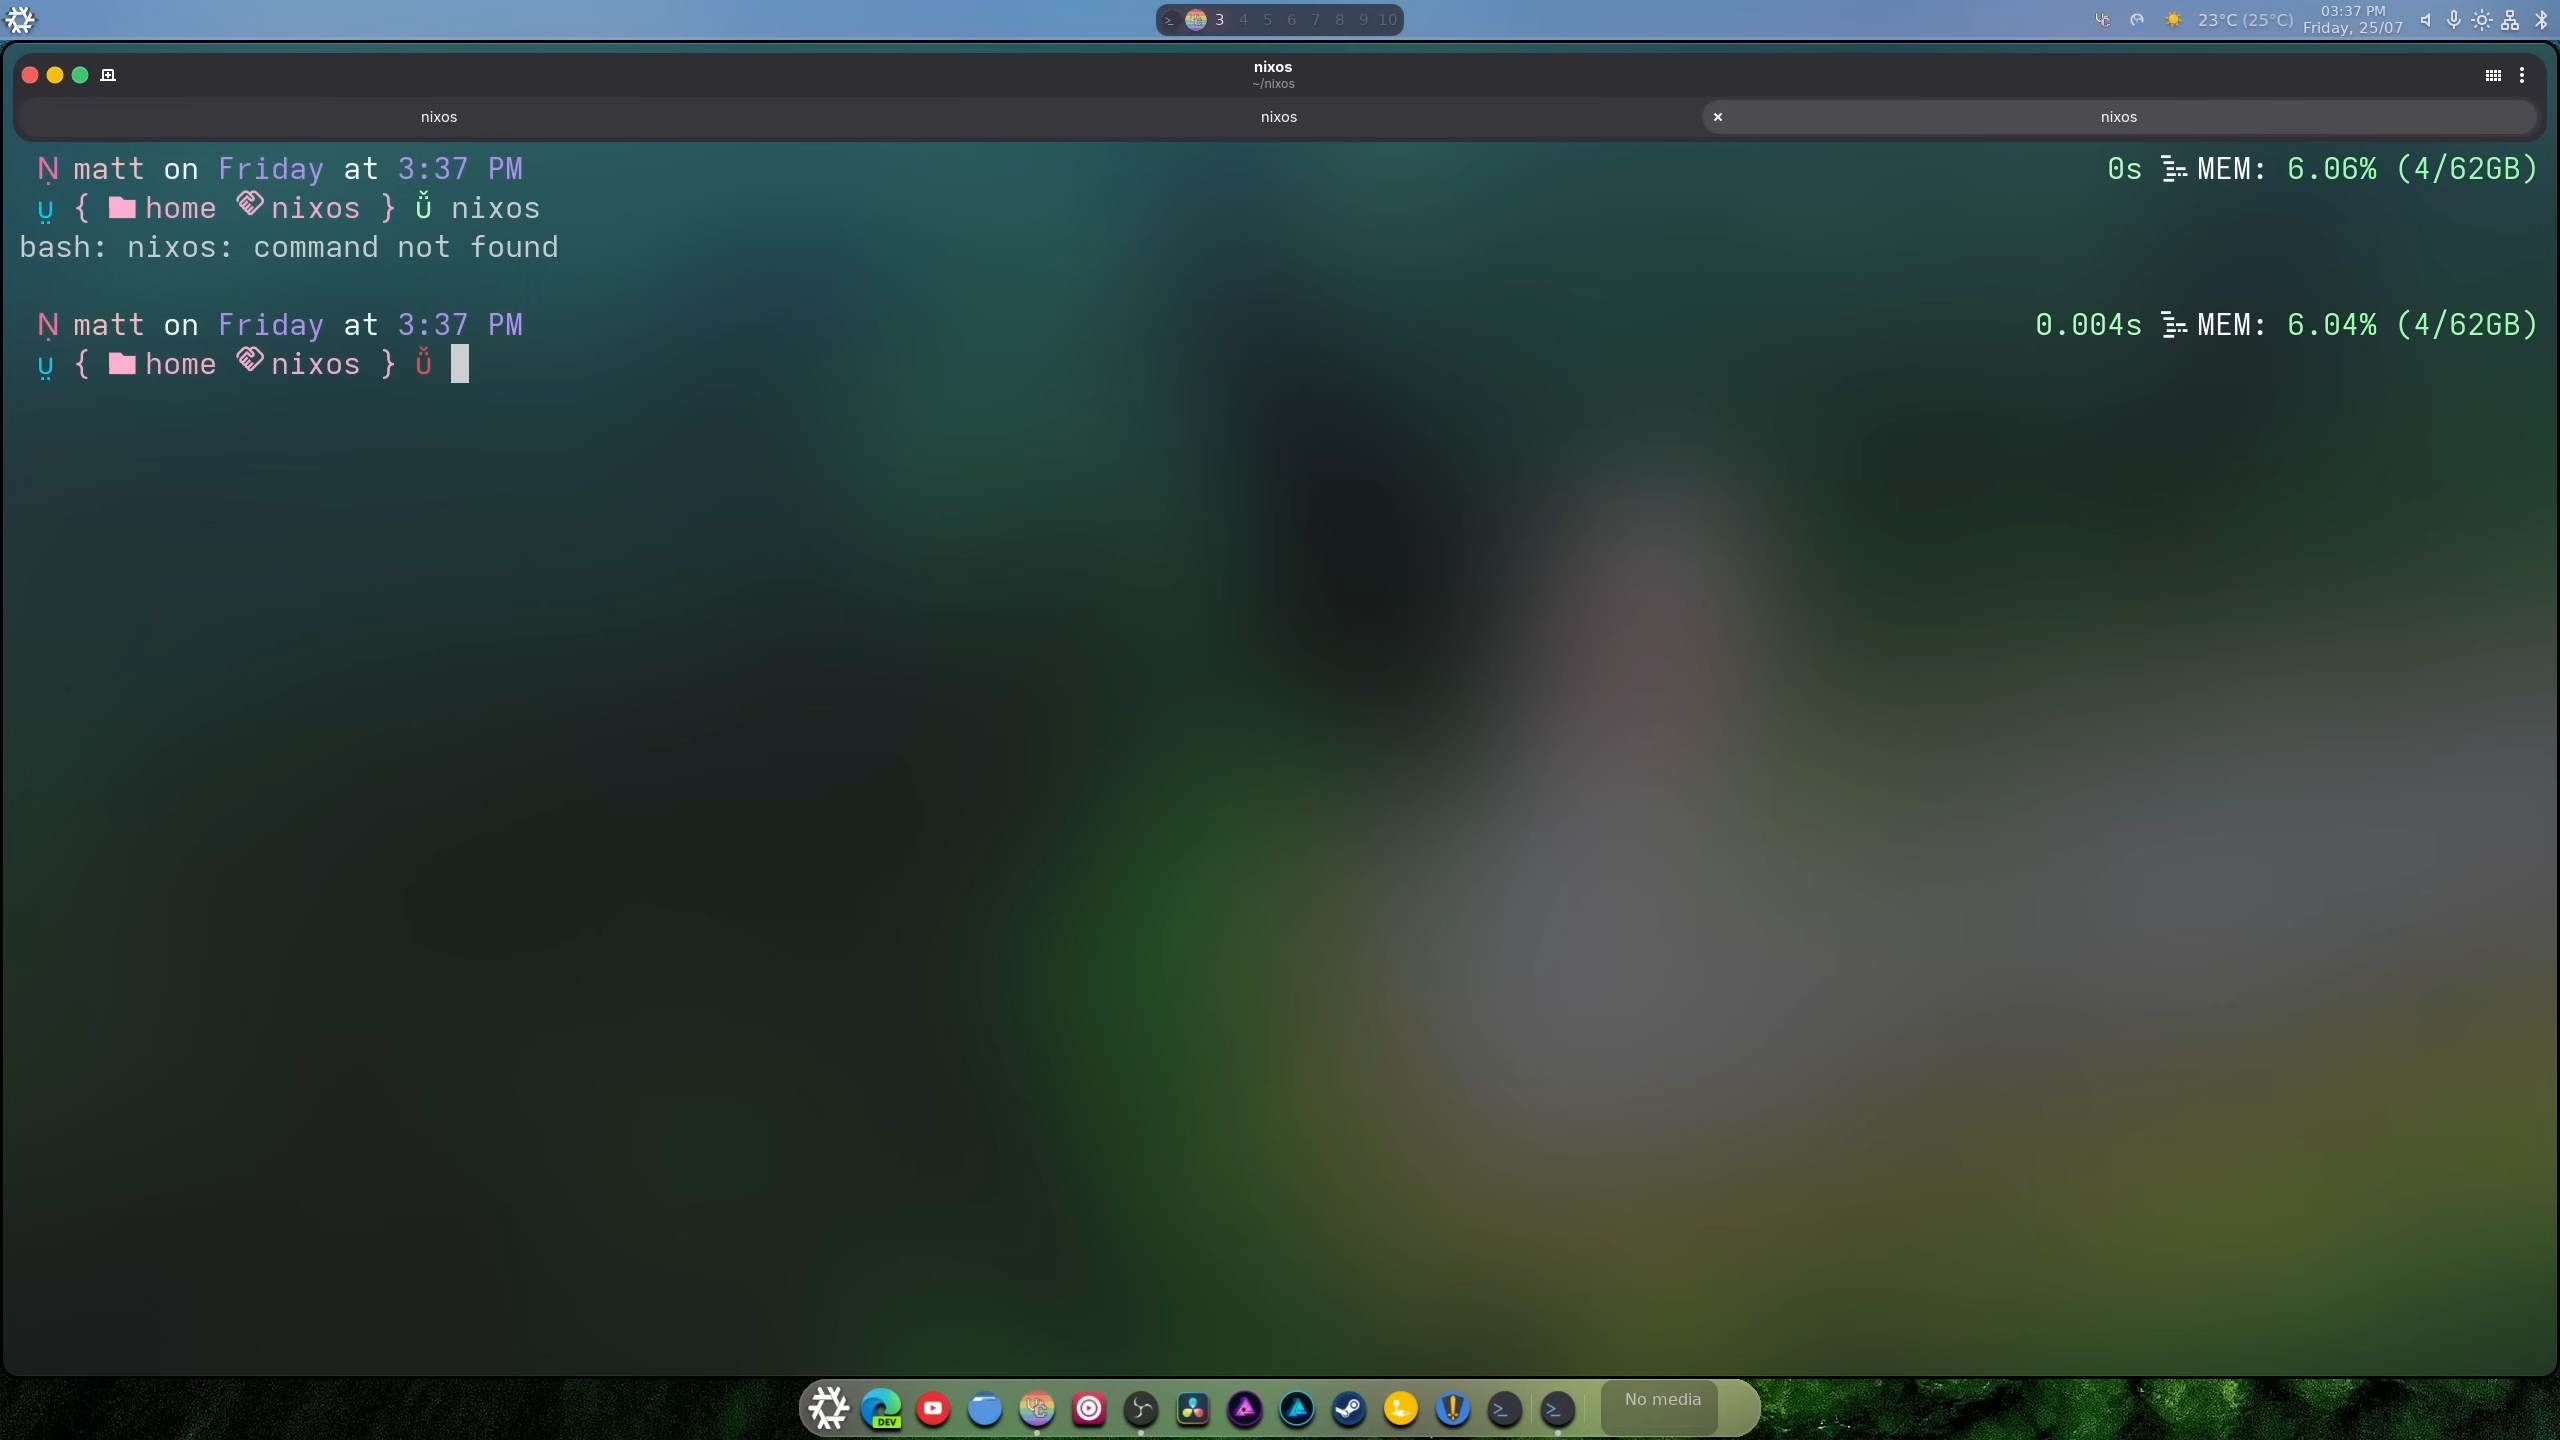 3 4 5 6 7 8 9 10
23°C (25°C)
03:37 PM
Friday, 25/07
nixos
~/nixos
nixos
nixos
nixos
Ṇ matt on Friday at 3:37 PM
0s MEM: 6.06% (4/62GB)
ṳ { home nixos } ǚ nixos
bash: nixos: command not found
Ṇ matt on Friday at 3:37 PM
0.004s MEM: 6.04% (4/62GB)
ṳ { home nixos } ǚ
DEV
UC
No media